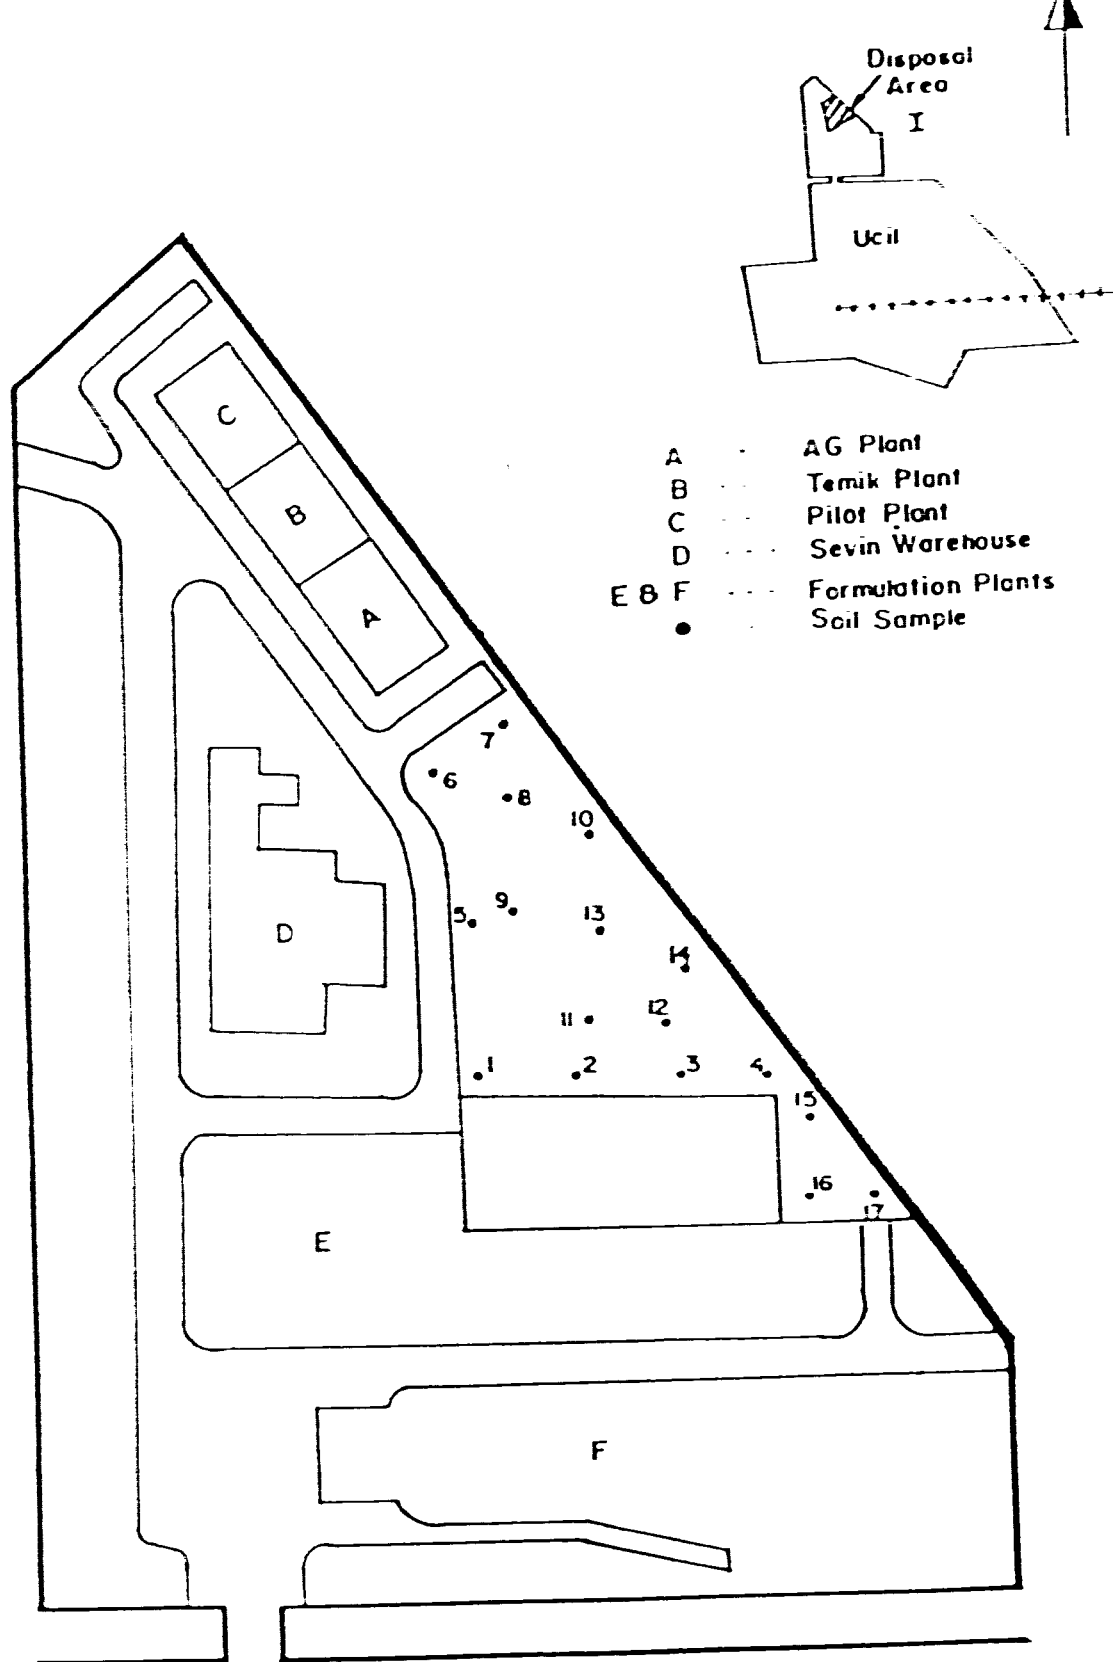 Disposal
Area
I
Ucil
A - AG Plant
B -- Temik Plant
C -- Pilot Plant
D --- Sevin Warehouse
E & F --- Formulation Plants
● - Soil Sample
C
B
A
7
6
8
10
5
9
13
14
D
11
12
1
2
3
4
15
16
17
E
F